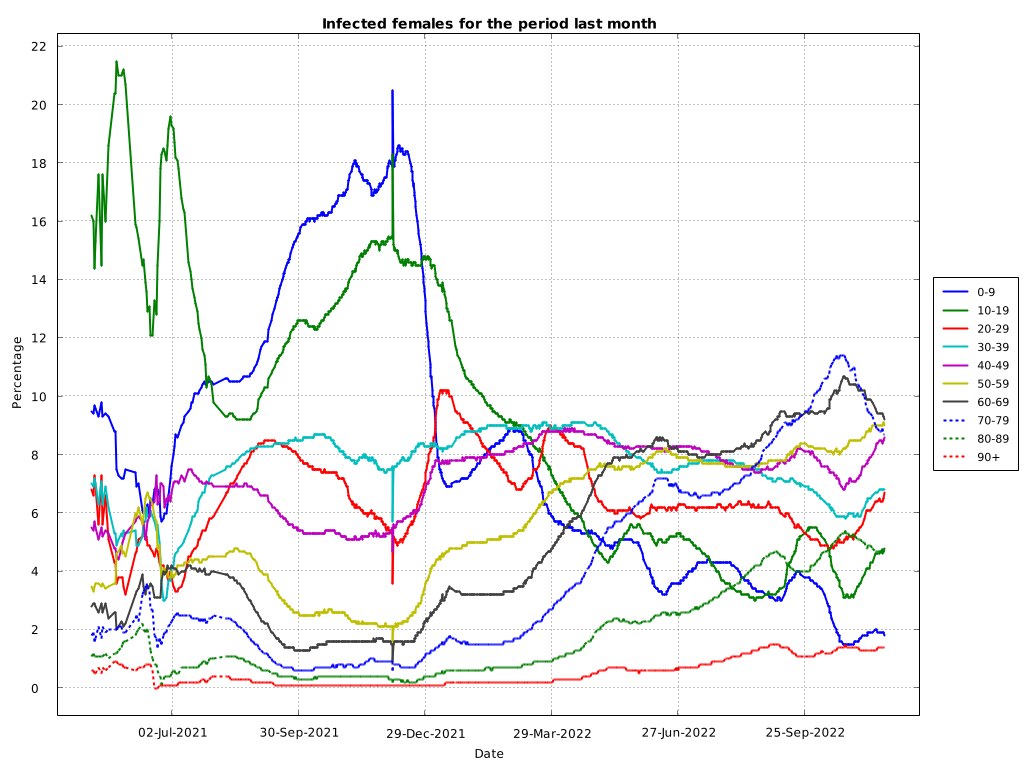 Infected females for the period last month
22
20
18
16
14
12
10
8
6
4
2
0
Percentage
02-Jul-2021
30-Sep-2021
29-Dec-2021
29-Mar-2022
27-Jun-2022
25-Sep-2022
Date
0-9
10-19
20-29
30-39
40-49
50-59
60-69
70-79
80-89
90+